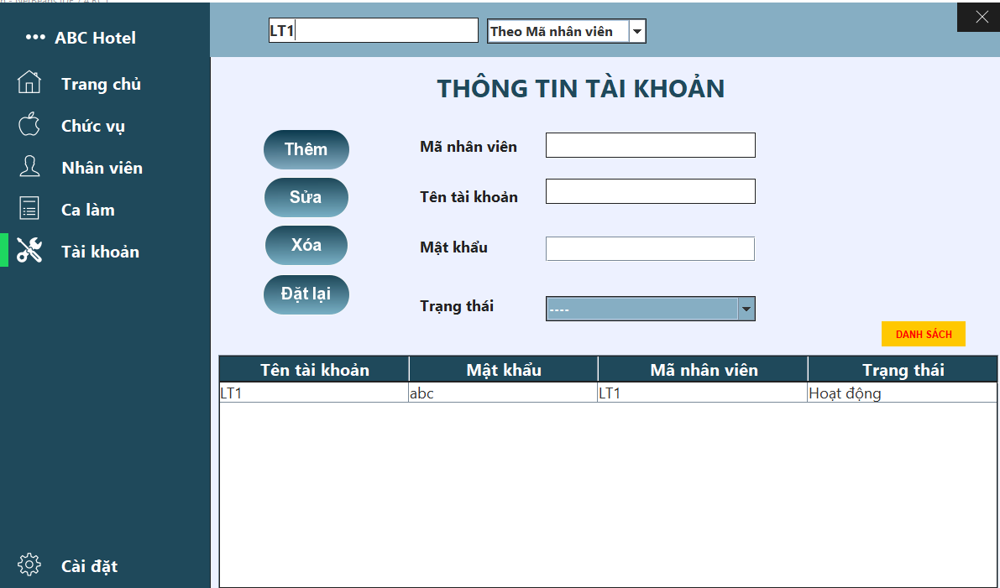 ABC Hotel
LT1
Theo Mã nhân viên
Trang chủ
Chức vụ
Nhân viên
Ca làm
Tài khoản
Cài đặt
THÔNG TIN TÀI KHOẢN
Thêm
Sửa
Xóa
Đặt lại
Mã nhân viên
Tên tài khoản
Mật khẩu
Trạng thái
----
DANH SÁCH
Tên tài khoản Mật khẩu Mã nhân viên Trạng thái
LT1 abc LT1 Hoạt động